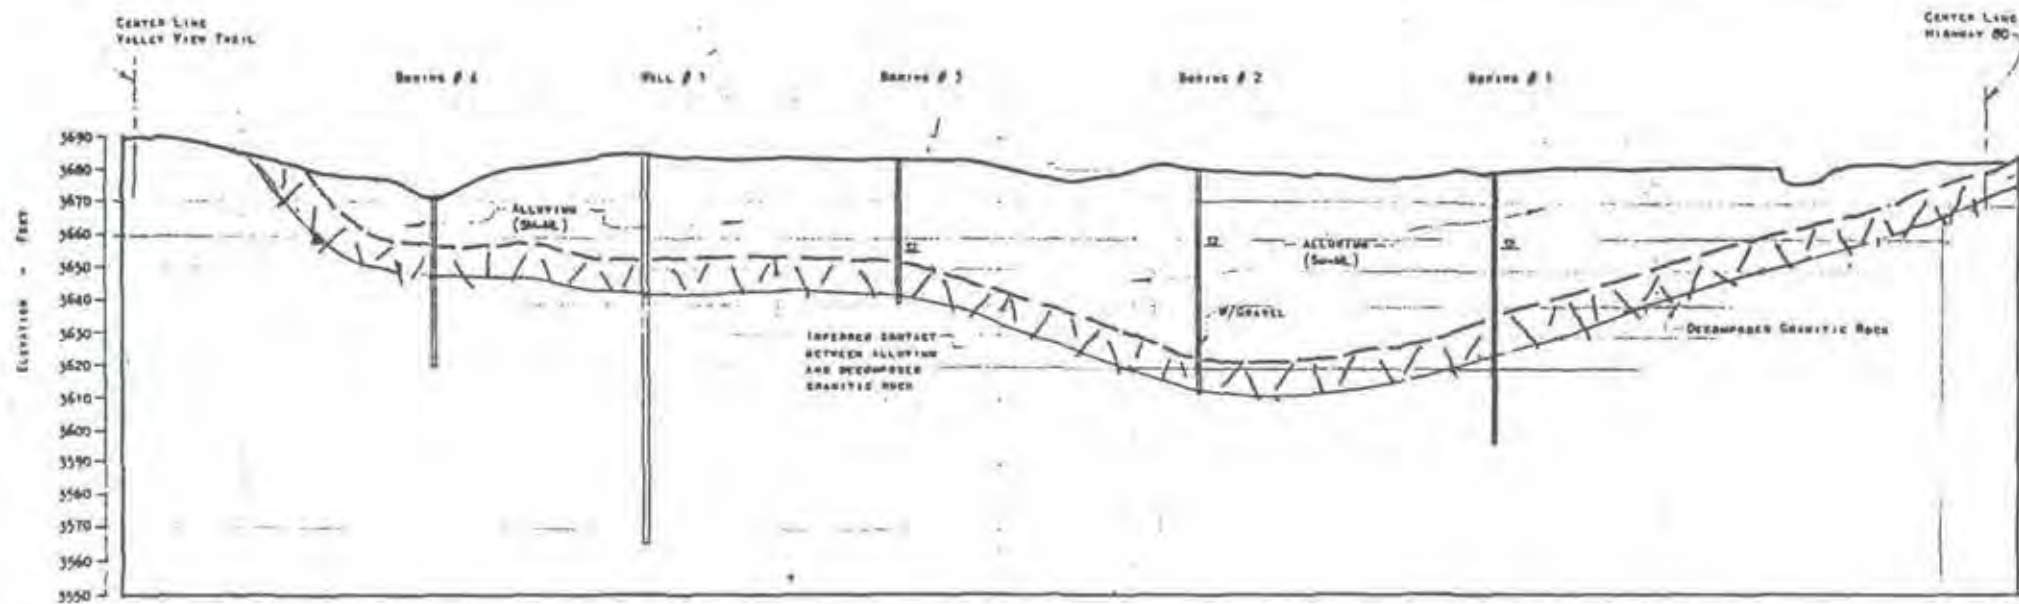 CENTER LINE
VALLEY VIEW TRAIL
CENTER LINE
HIGHWAY 80
BORING # 4
WELL # 1
BORING # 3
BORING # 2
BORING # 1
ELEVATION - FEET
3690
3680
3670
3660
3650
3640
3630
3620
3610
3600
3590
3580
3570
3560
3550
ALLUVIUM
(SM-ML)
ALLUVIUM
(SM-ML)
W/GRAVEL
INFERRED CONTACT
BETWEEN ALLUVIUM
AND DECOMPOSED
GRANITIC ROCK
DECOMPOSED GRANITIC ROCK